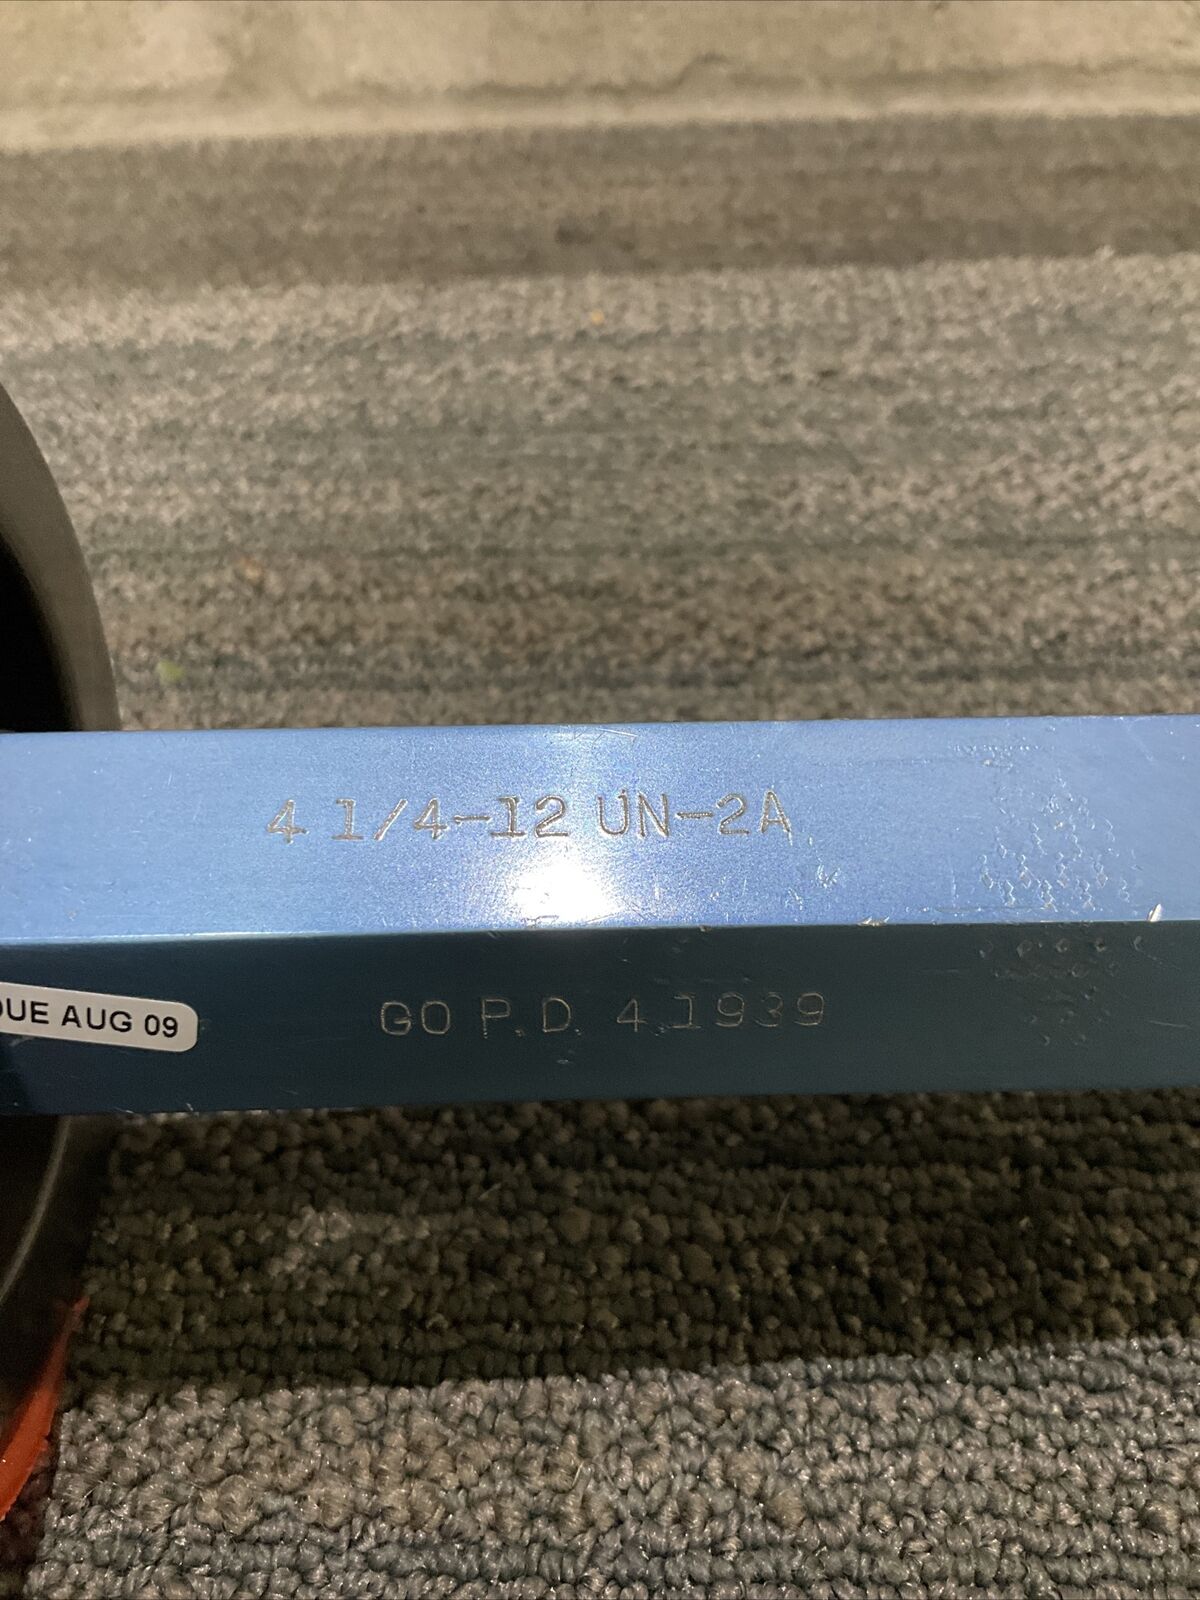 4 1/4-12 UN-2A
GO P.D. 4.1939
DUE AUG 09